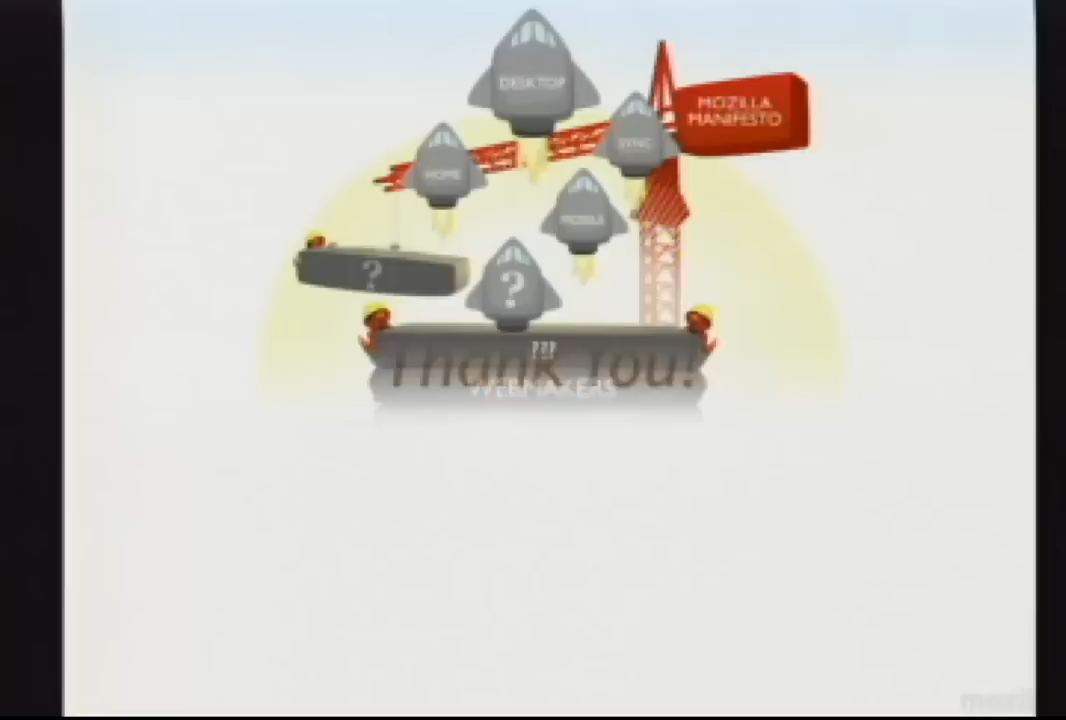 DESKTOP
MOZILLA
MANIFESTO
SYNC
HOME
MOBILE
?
?
???
Thank You!
WEBMAKERS